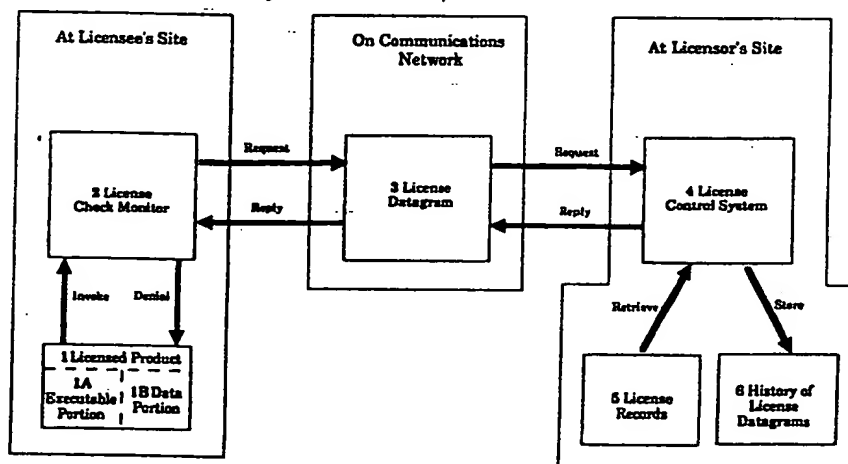 At Licensee's Site
On Communications
Network
At Licensor's Site
2 License
Check Monitor
Request
Reply
3 License
Datagram
Request
Reply
4 License
Control System
Invoke
Denial
Retrieve
Store
1 Licensed Product
1A
Executable
Portion
1B Data
Portion
5 License
Records
6 History of
License
Datagrams